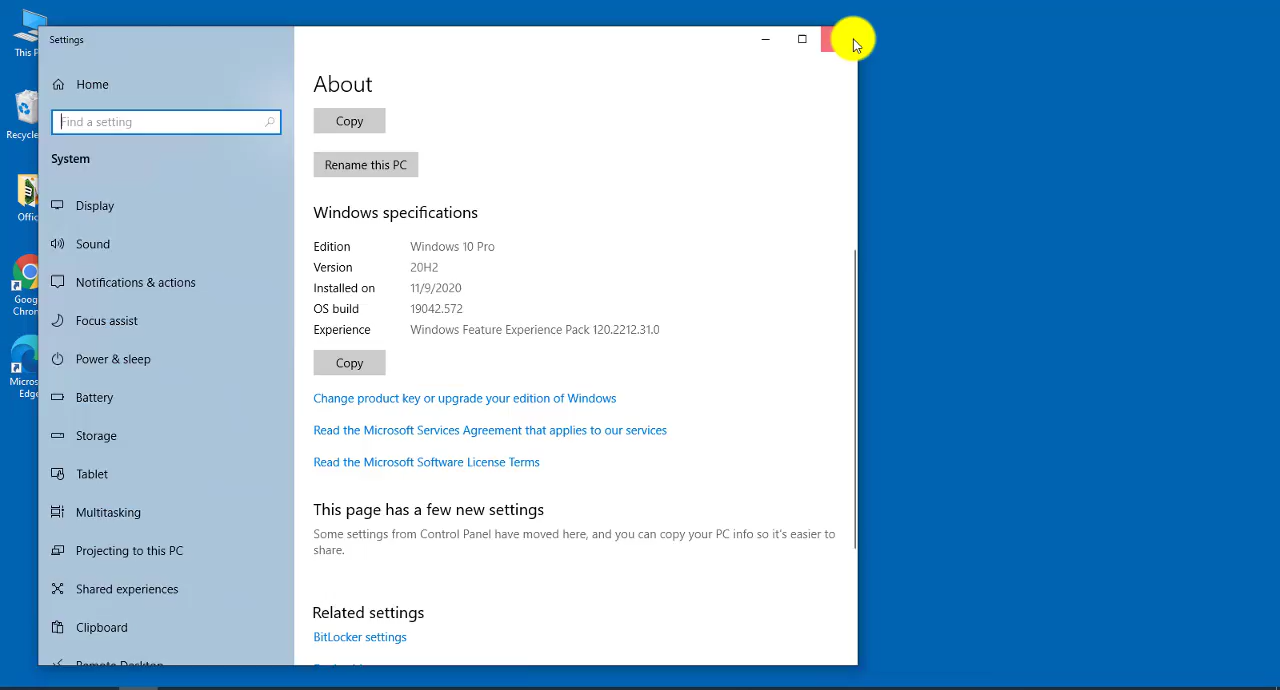 This P
Recycle
Offic
Goog
Chron
Micros
Edge
Settings
Home
Find a setting
System
Display
Sound
Notifications & actions
Focus assist
Power & sleep
Battery
Storage
Tablet
Multitasking
Projecting to this PC
Shared experiences
Clipboard
Remote Desktop
About
Copy
Rename this PC
Windows specifications
Edition Windows 10 Pro
Version 20H2
Installed on 11/9/2020
OS build 19042.572
Experience Windows Feature Experience Pack 120.2212.31.0
Copy
Change product key or upgrade your edition of Windows
Read the Microsoft Services Agreement that applies to our services
Read the Microsoft Software License Terms
This page has a few new settings
Some settings from Control Panel have moved here, and you can copy your PC info so it's easier to
share.
Related settings
BitLocker settings